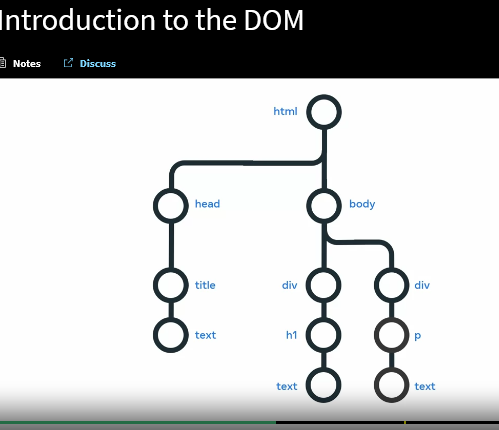 Introduction to the DOM
Notes
Discuss
html
head
body
title
div
div
text
h1
p
text
text